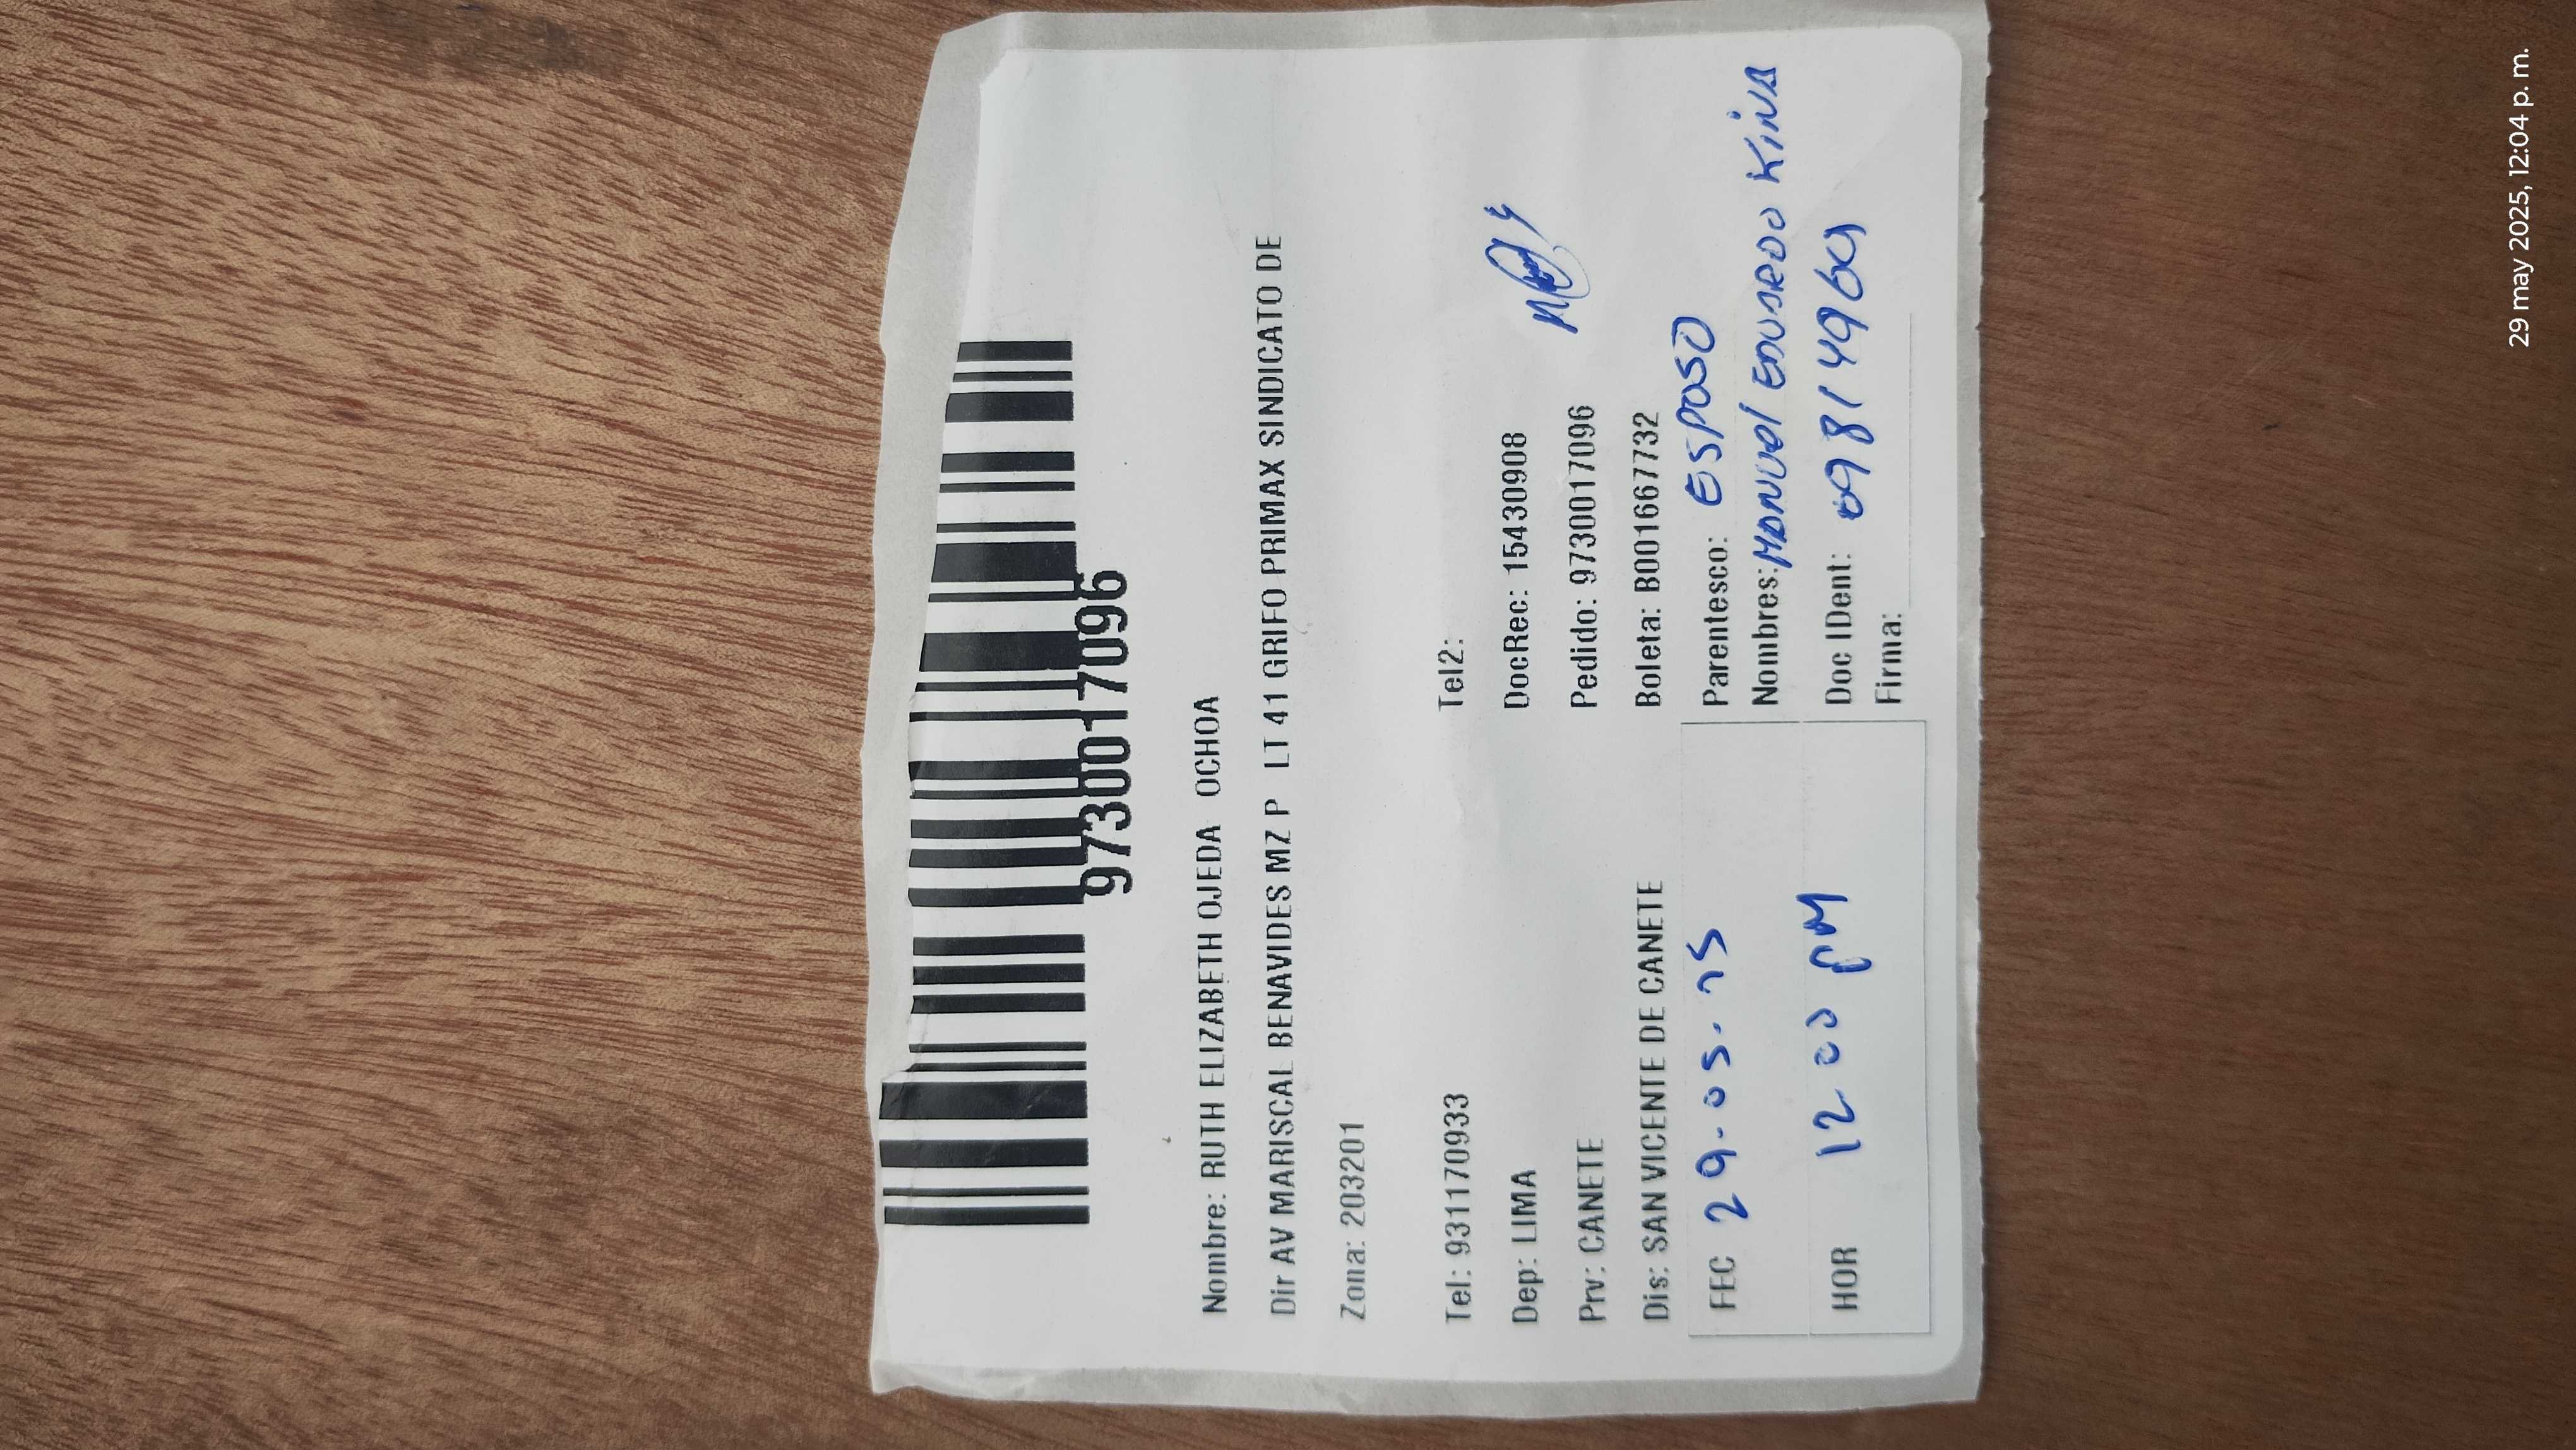 9730017096
Nombre: RUTH ELIZABETH OJEDA OCHOA
Dir AV MARISCAL BENAVIDES MZ P LT 41 GRIFO PRIMAX SINDICATO DE
Zona: 203201
Tel: 931170933 Tel2:
Dep: LIMA DocRec: 15430908
Prv: CANETE Pedido: 9730017096
Dis: SAN VICENTE DE CANETE Boleta: B001667732
FEC 29.05.25 Parentesco: ESPOSO
Nombres: MANUEL EDUARDO KINA
HOR 12 00 PM Doc IDent: 09814969
Firma:
29 may 2025, 12:04 p. m.